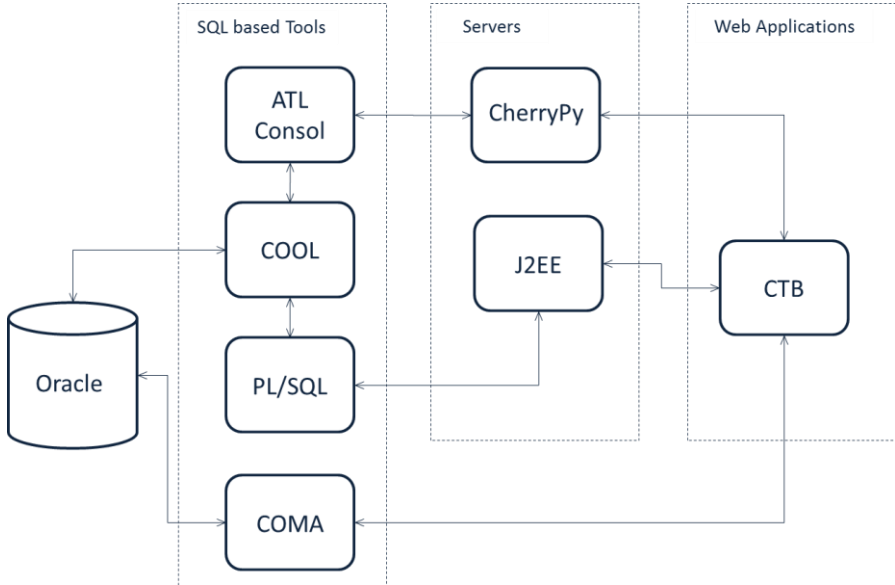 SQL based Tools
Servers
Web Applications
ATL
Consol
CherryPy
COOL
J2EE
CTB
Oracle
PL/SQL
COMA